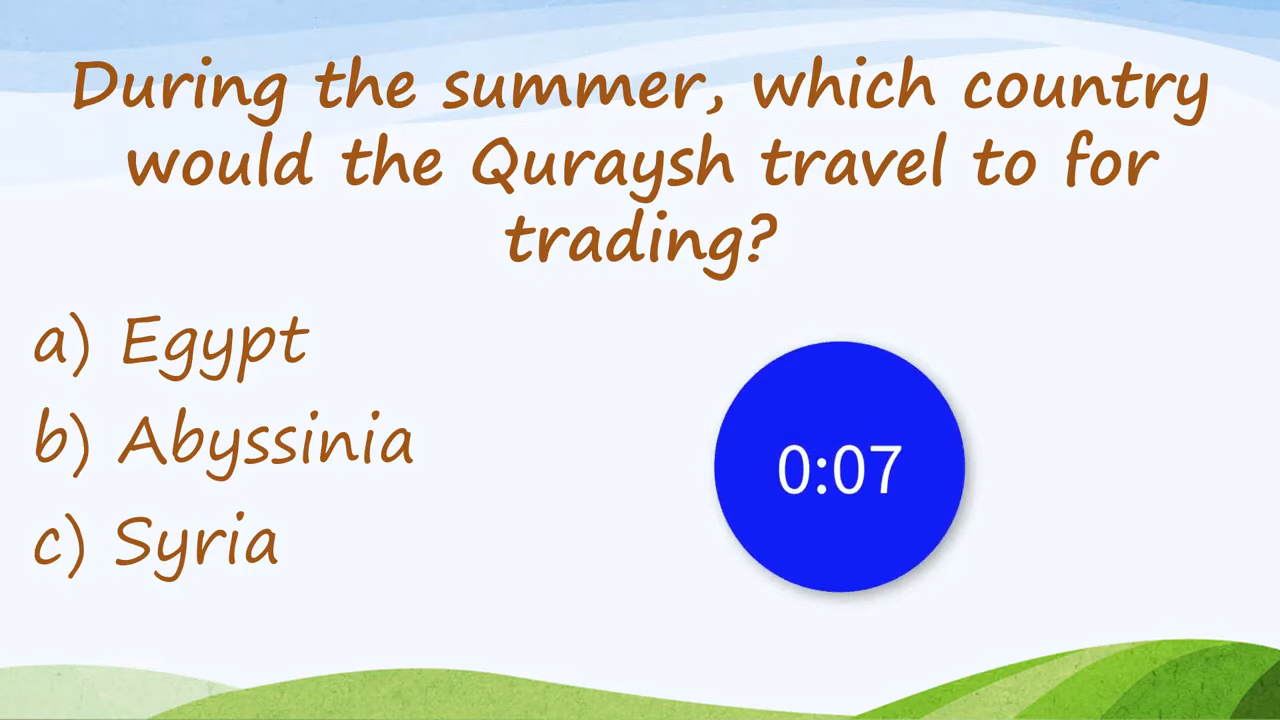 During the summer, which country
would the Quraysh travel to for
trading?
a) Egypt
b) Abyssinia
c) Syria
0:07